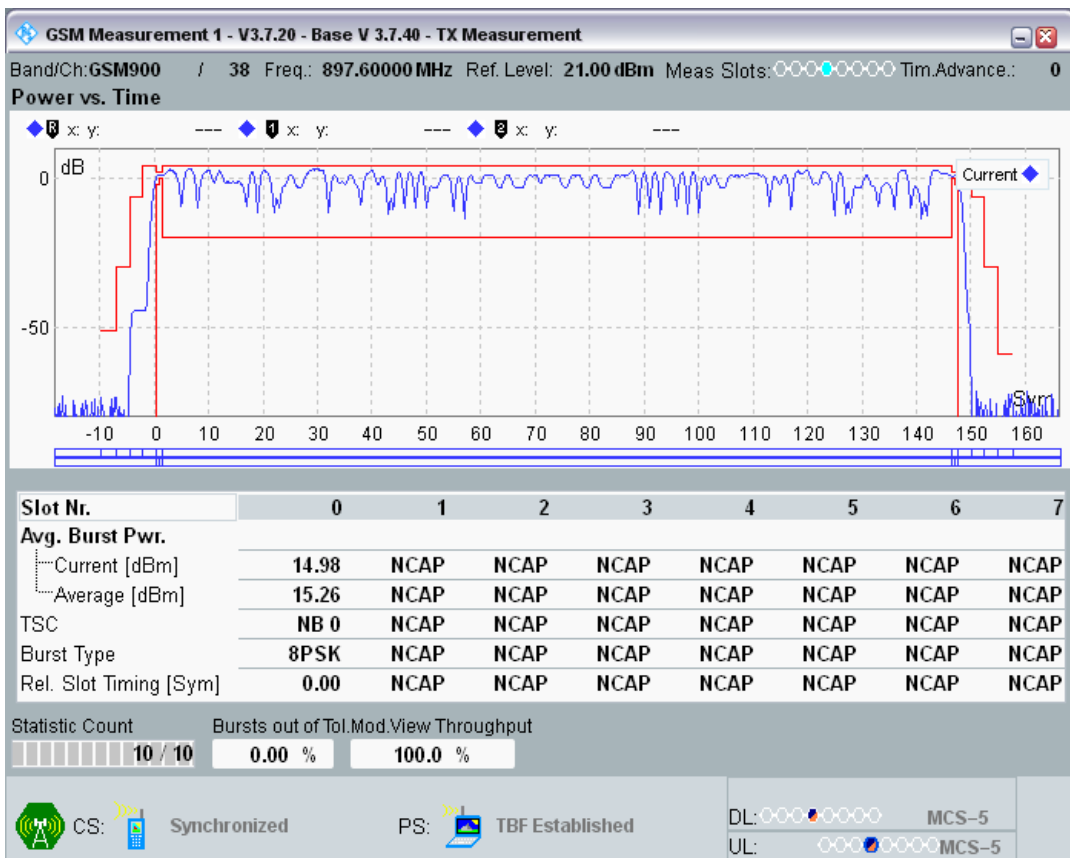 GSM Measurement 1 - V3.7.20 - Base V 3.7.40 - TX Measurement
Band/Ch:GSM900 / 38 Freq.: 897.60000 MHz Ref. Level: 21.00 dBm Meas Slots: Tim.Advance.: 0
Power vs. Time
R x: y: --- 1 x: y: --- 2 x: y: ---
dB
Current
0
-50
Sym
-10 0 10 20 30 40 50 60 70 80 90 100 110 120 130 140 150 160
Slot Nr. 0 1 2 3 4 5 6 7
Avg. Burst Pwr.
Current [dBm] 14.98 NCAP NCAP NCAP NCAP NCAP NCAP NCAP
Average [dBm] 15.26 NCAP NCAP NCAP NCAP NCAP NCAP NCAP
TSC NB 0 NCAP NCAP NCAP NCAP NCAP NCAP NCAP
Burst Type 8PSK NCAP NCAP NCAP NCAP NCAP NCAP NCAP
Rel. Slot Timing [Sym] 0.00 NCAP NCAP NCAP NCAP NCAP NCAP NCAP
Statistic Count Bursts out of Tol. Mod.View Throughput
10 / 10 0.00 % 100.0 %
CS: Synchronized PS: TBF Established
DL: MCS-5
UL: MCS-5